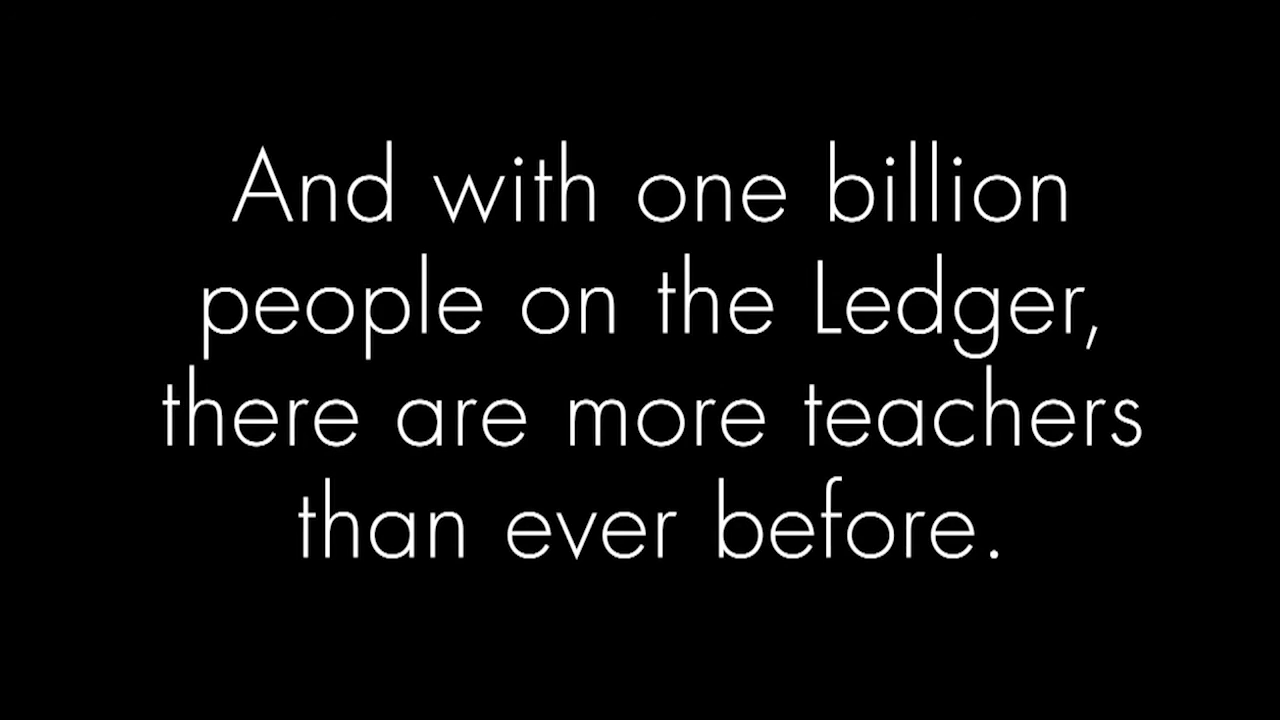 And with one billion
people on the Ledger,
there are more teachers
than ever before.